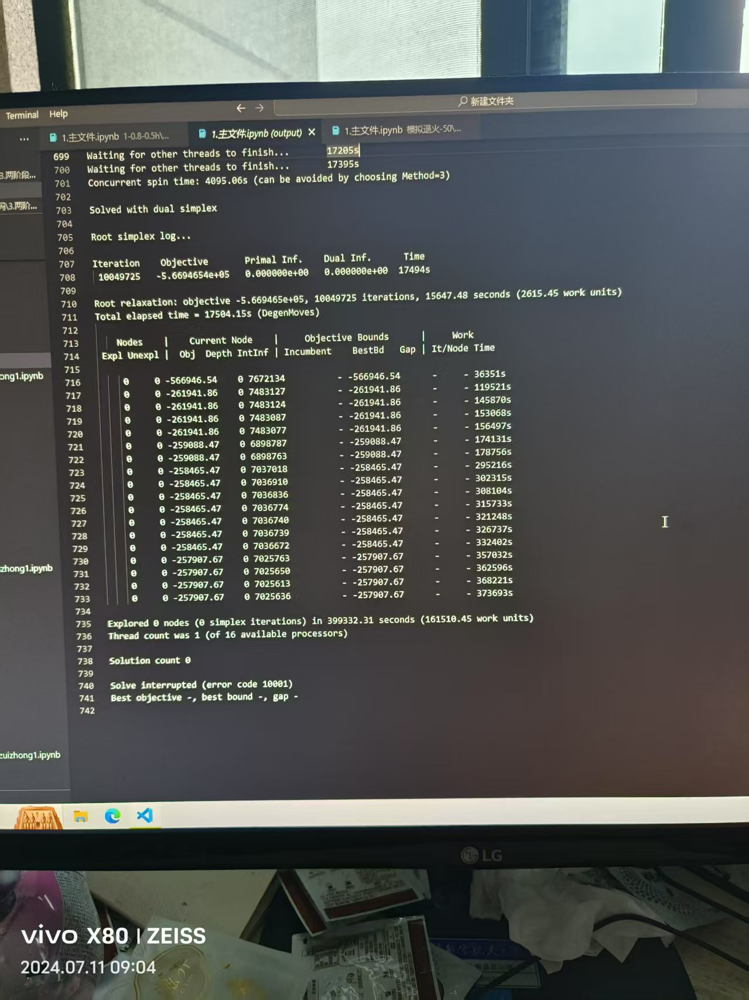 Terminal Help
新建文件夹
1.主文件.ipynb 1-0.8-0.5h\...
1.主文件.ipynb (output)
1.主文件.ipynb 模拟退火-50\...
699 Waiting for other threads to finish... 17205s
700 Waiting for other threads to finish... 17395s
701 Concurrent spin time: 4095.06s (can be avoided by choosing Method=3)
702
703 Solved with dual simplex
704
705 Root simplex log...
706
707 Iteration Objective Primal Inf. Dual Inf. Time
708 10049725 -5.6694654e+05 0.000000e+00 0.000000e+00 17494s
709
710 Root relaxation: objective -5.669465e+05, 10049725 iterations, 15647.48 seconds (2615.45 work units)
711 Total elapsed time = 17504.15s (DegenMoves)
712
713 Nodes | Current Node | Objective Bounds | Work
714 Expl Unexpl | Obj Depth IntInf | Incumbent BestBd Gap | It/Node Time
715
716 0 0 -566946.54 0 7672134 - -566946.54 - - 36351s
717 0 0 -261941.86 0 7483127 - -261941.86 - - 119521s
718 0 0 -261941.86 0 7483124 - -261941.86 - - 145870s
719 0 0 -261941.86 0 7483087 - -261941.86 - - 153068s
720 0 0 -261941.86 0 7483077 - -261941.86 - - 156497s
721 0 0 -259088.47 0 6898787 - -259088.47 - - 174131s
722 0 0 -259088.47 0 6898763 - -259088.47 - - 178756s
723 0 0 -258465.47 0 7037018 - -258465.47 - - 295216s
724 0 0 -258465.47 0 7036910 - -258465.47 - - 302315s
725 0 0 -258465.47 0 7036836 - -258465.47 - - 308104s
726 0 0 -258465.47 0 7036774 - -258465.47 - - 315733s
727 0 0 -258465.47 0 7036740 - -258465.47 - - 321248s
728 0 0 -258465.47 0 7036739 - -258465.47 - - 326737s
729 0 0 -258465.47 0 7036672 - -258465.47 - - 332402s
730 0 0 -257907.67 0 7025763 - -257907.67 - - 357032s
731 0 0 -257907.67 0 7025650 - -257907.67 - - 362596s
732 0 0 -257907.67 0 7025613 - -257907.67 - - 368221s
733 0 0 -257907.67 0 7025636 - -257907.67 - - 373693s
734
735 Explored 0 nodes (0 simplex iterations) in 399332.31 seconds (161510.45 work units)
736 Thread count was 1 (of 16 available processors)
737
738 Solution count 0
739
740 Solve interrupted (error code 10001)
741 Best objective -, best bound -, gap -
742
3.两阶段...
码\3.两阶...
ong1.ipynb
zhong1.ipynb
zuizhong1.ipynb
LG
vivo X80 | ZEISS
2024.07.11 09:04